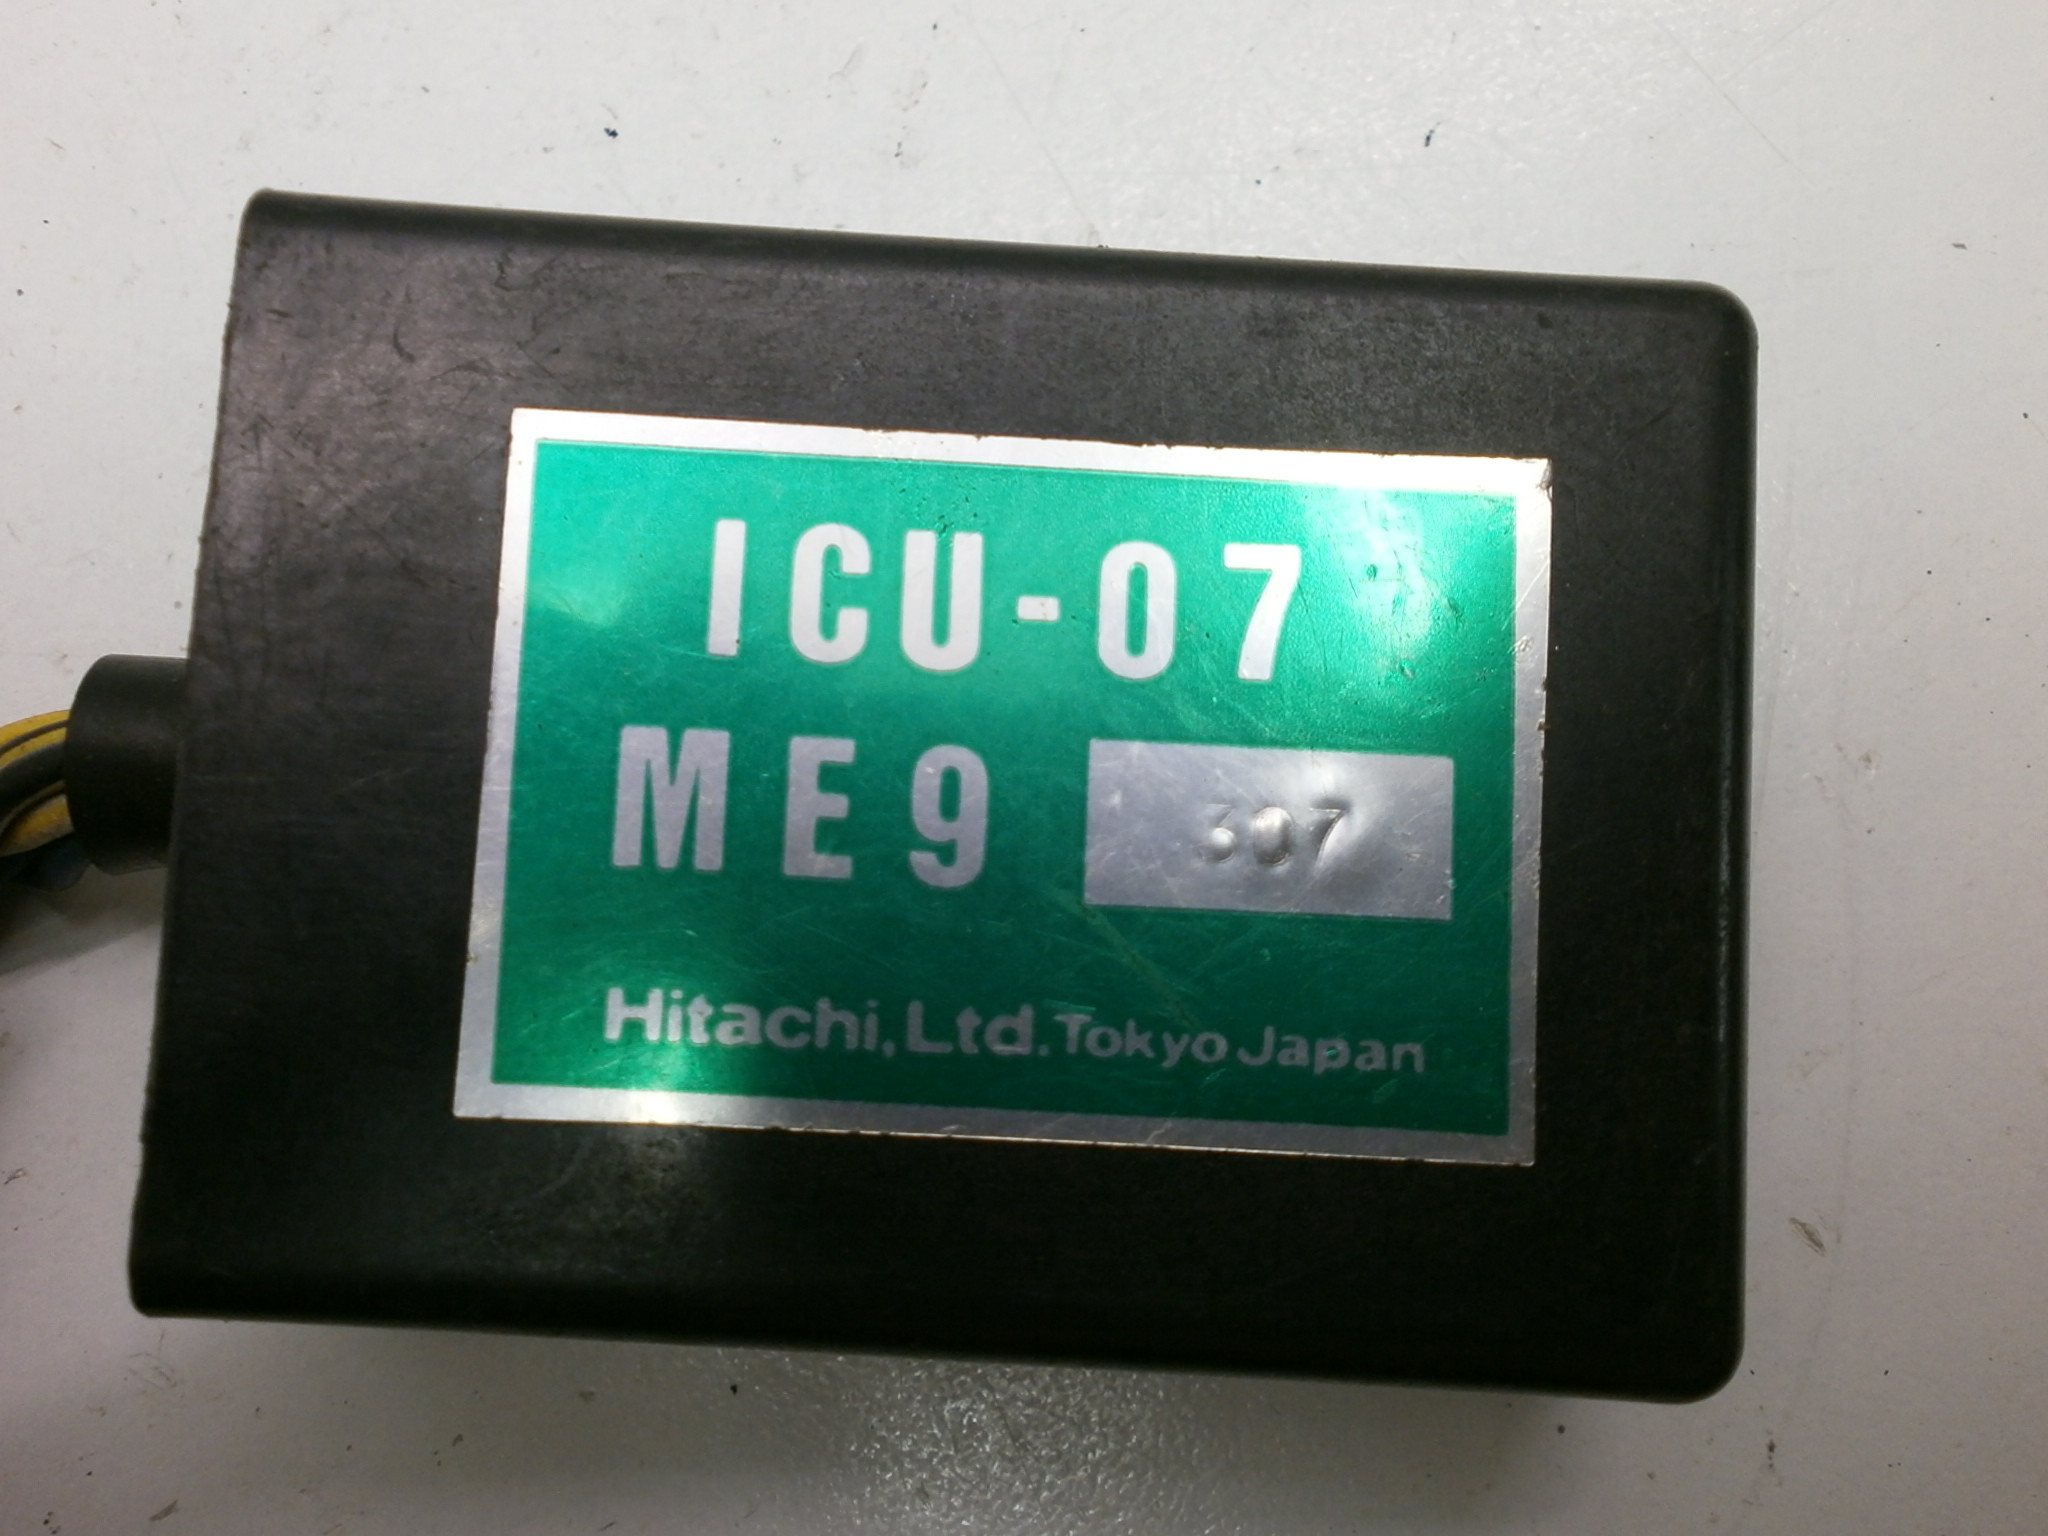 ICU-07
ME9 307
Hitachi, Ltd. Tokyo Japan